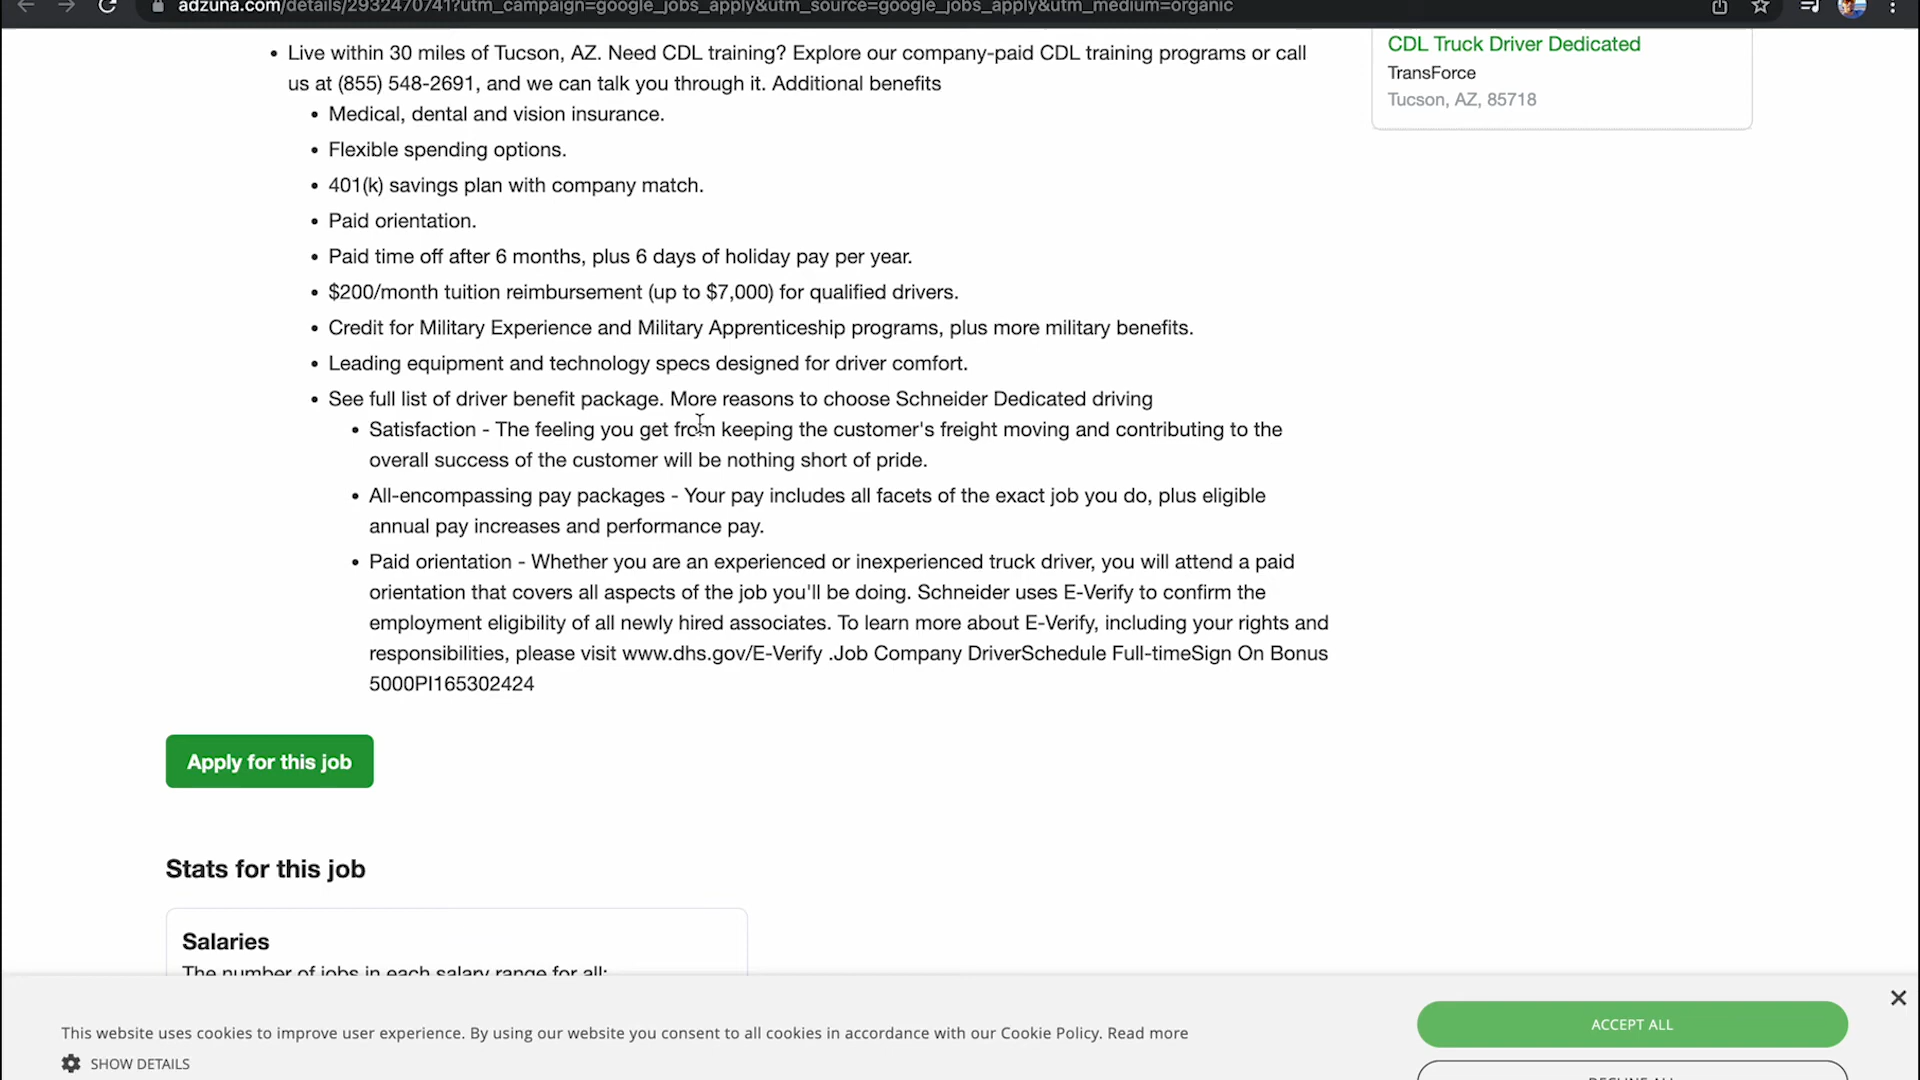 adzuna.com/details/2932470741?utm_campaign=google_jobs_apply&utm_source=google_jobs_apply&utm_medium=organic
Live within 30 miles of Tucson, AZ. Need CDL training? Explore our company-paid CDL training programs or call
us at (855) 548-2691, and we can talk you through it. Additional benefits
Medical, dental and vision insurance.
Flexible spending options.
401(k) savings plan with company match.
Paid orientation.
Paid time off after 6 months, plus 6 days of holiday pay per year.
$200/month tuition reimbursement (up to $7,000) for qualified drivers.
Credit for Military Experience and Military Apprenticeship programs, plus more military benefits.
Leading equipment and technology specs designed for driver comfort.
See full list of driver benefit package. More reasons to choose Schneider Dedicated driving
Satisfaction - The feeling you get from keeping the customer's freight moving and contributing to the
overall success of the customer will be nothing short of pride.
All-encompassing pay packages - Your pay includes all facets of the exact job you do, plus eligible
annual pay increases and performance pay.
Paid orientation - Whether you are an experienced or inexperienced truck driver, you will attend a paid
orientation that covers all aspects of the job you'll be doing. Schneider uses E-Verify to confirm the
employment eligibility of all newly hired associates. To learn more about E-Verify, including your rights and
responsibilities, please visit www.dhs.gov/E-Verify .Job Company DriverSchedule Full-timeSign On Bonus
5000PI165302424
CDL Truck Driver Dedicated
TransForce
Tucson, AZ, 85718
Apply for this job
Stats for this job
Salaries
The number of jobs in each salary range for all:
This website uses cookies to improve user experience. By using our website you consent to all cookies in accordance with our Cookie Policy. Read more
SHOW DETAILS
ACCEPT ALL
DECLINE ALL